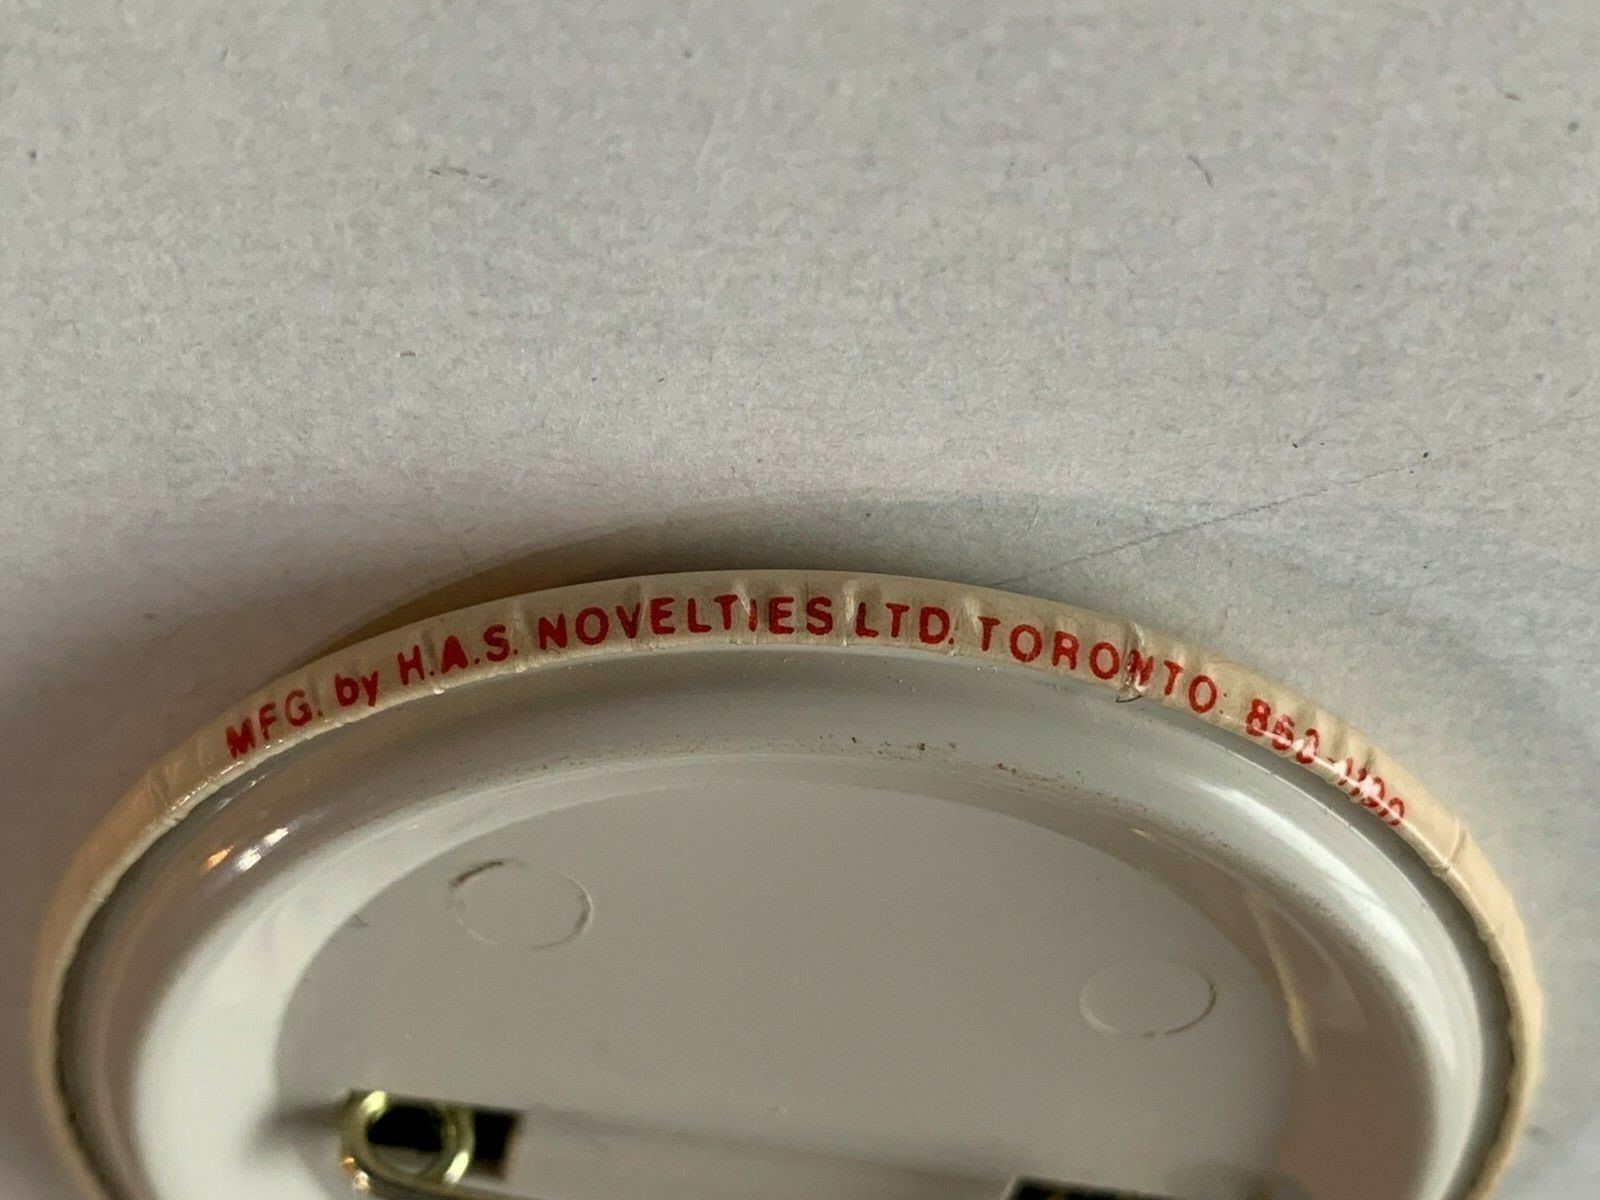 MFG. by H.A.S. NOVELTIES LTD. TORONTO.